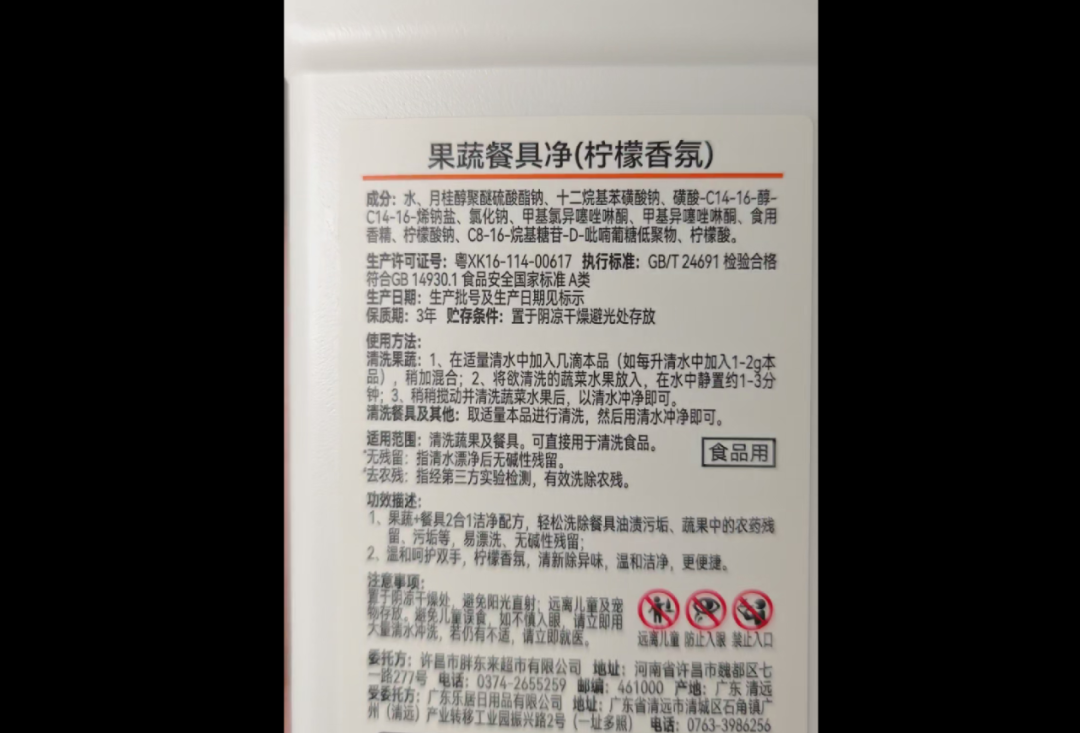 果蔬餐具净(柠檬香氛)
成分：水、月桂醇聚醚硫酸酯钠、十二烷基苯磺酸钠、磺酸-C14-16-醇-
C14-16-烯钠盐、氯化钠、甲基氯异噻唑啉酮、甲基异噻唑啉酮、食用
香精、柠檬酸钠、C8-16-烷基糖苷-D-吡喃葡糖低聚物、柠檬酸。
生产许可证号：粤XK16-114-00617 执行标准：GB/T 24691 检验合格
符合GB 14930.1 食品安全国家标准 A类
生产日期：生产批号及生产日期见标示
保质期：3年 贮存条件：置于阴凉干燥避光处存放
使用方法：
清洗果蔬：1、在适量清水中加入几滴本品（如每升清水中加入1-2g本
品），稍加混合；2、将欲清洗的蔬菜水果放入，在水中静置约1-3分
钟；3、稍稍搅动并清洗蔬菜水果后，以清水冲净即可。
清洗餐具及其他：取适量本品进行清洗，然后用清水冲净即可。
适用范围：清洗蔬果及餐具。可直接用于清洗食品。
食品用
*无残留：指清水漂净后无碱性残留。
*去农残：指经第三方实验检测，有效洗除农残。
功效描述：
1、果蔬+餐具2合1洁净配方，轻松洗除餐具油渍污垢、蔬果中的农药残
留、污垢等，易漂洗、无碱性残留；
2、温和呵护双手，柠檬香氛，清新除异味，温和洁净，更便捷。
注意事项：
置于阴凉干燥处，避免阳光直射；远离儿童及宠
物存放。避免儿童误食，如不慎入眼，请立即用
大量清水冲洗，若仍有不适，请立即就医。
远离儿童 防止入眼 禁止入口
委托方：许昌市胖东来超市有限公司 地址：河南省许昌市魏都区七
一路277号 电话：0374-2655259 邮编：461000 产地：广东 清远
受委托方：广东乐居日用品有限公司 地址：广东省清远市清城区石角镇广
州（清远）产业转移工业园振兴路2号（一址多照） 电话：0763-3986256